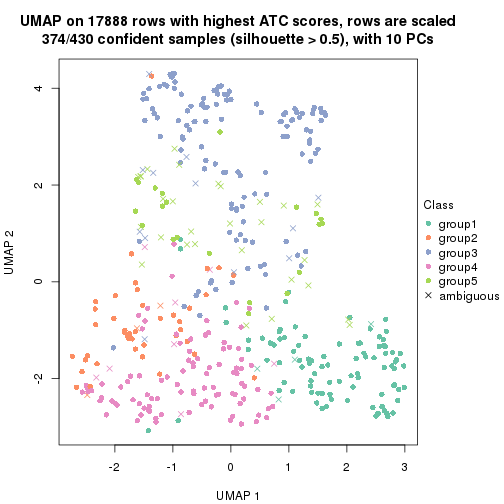 UMAP on 17888 rows with highest ATC scores, rows are scaled
374/430 confident samples (silhouette > 0.5), with 10 PCs
4
2
0
-2
UMAP 2
-2
-1
0
1
2
3
UMAP 1
Class
group1
group2
group3
group4
group5
ambiguous